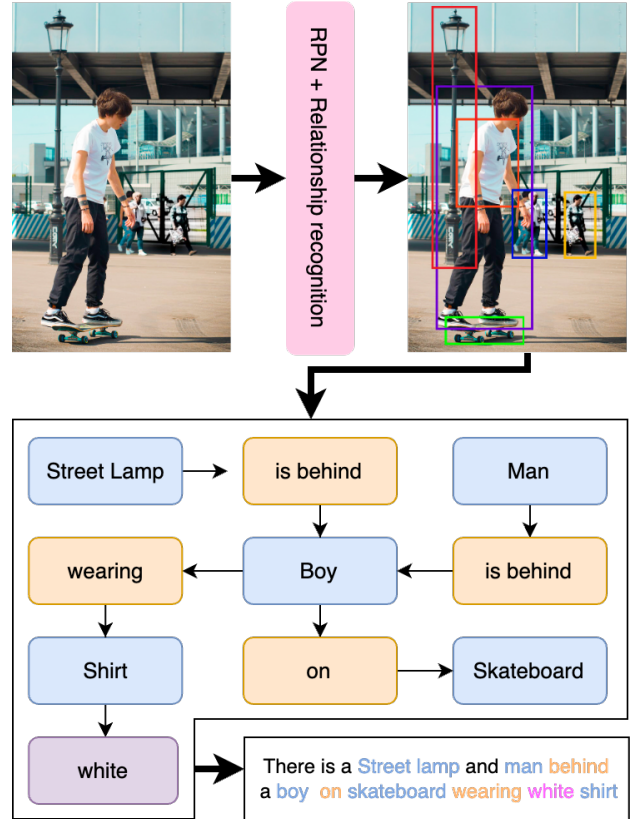 RPN + Relationship recognition
Street Lamp
is behind
Man
wearing
Boy
is behind
Shirt
on
Skateboard
white
There is a Street lamp and man behind
a boy on skateboard wearing white shirt